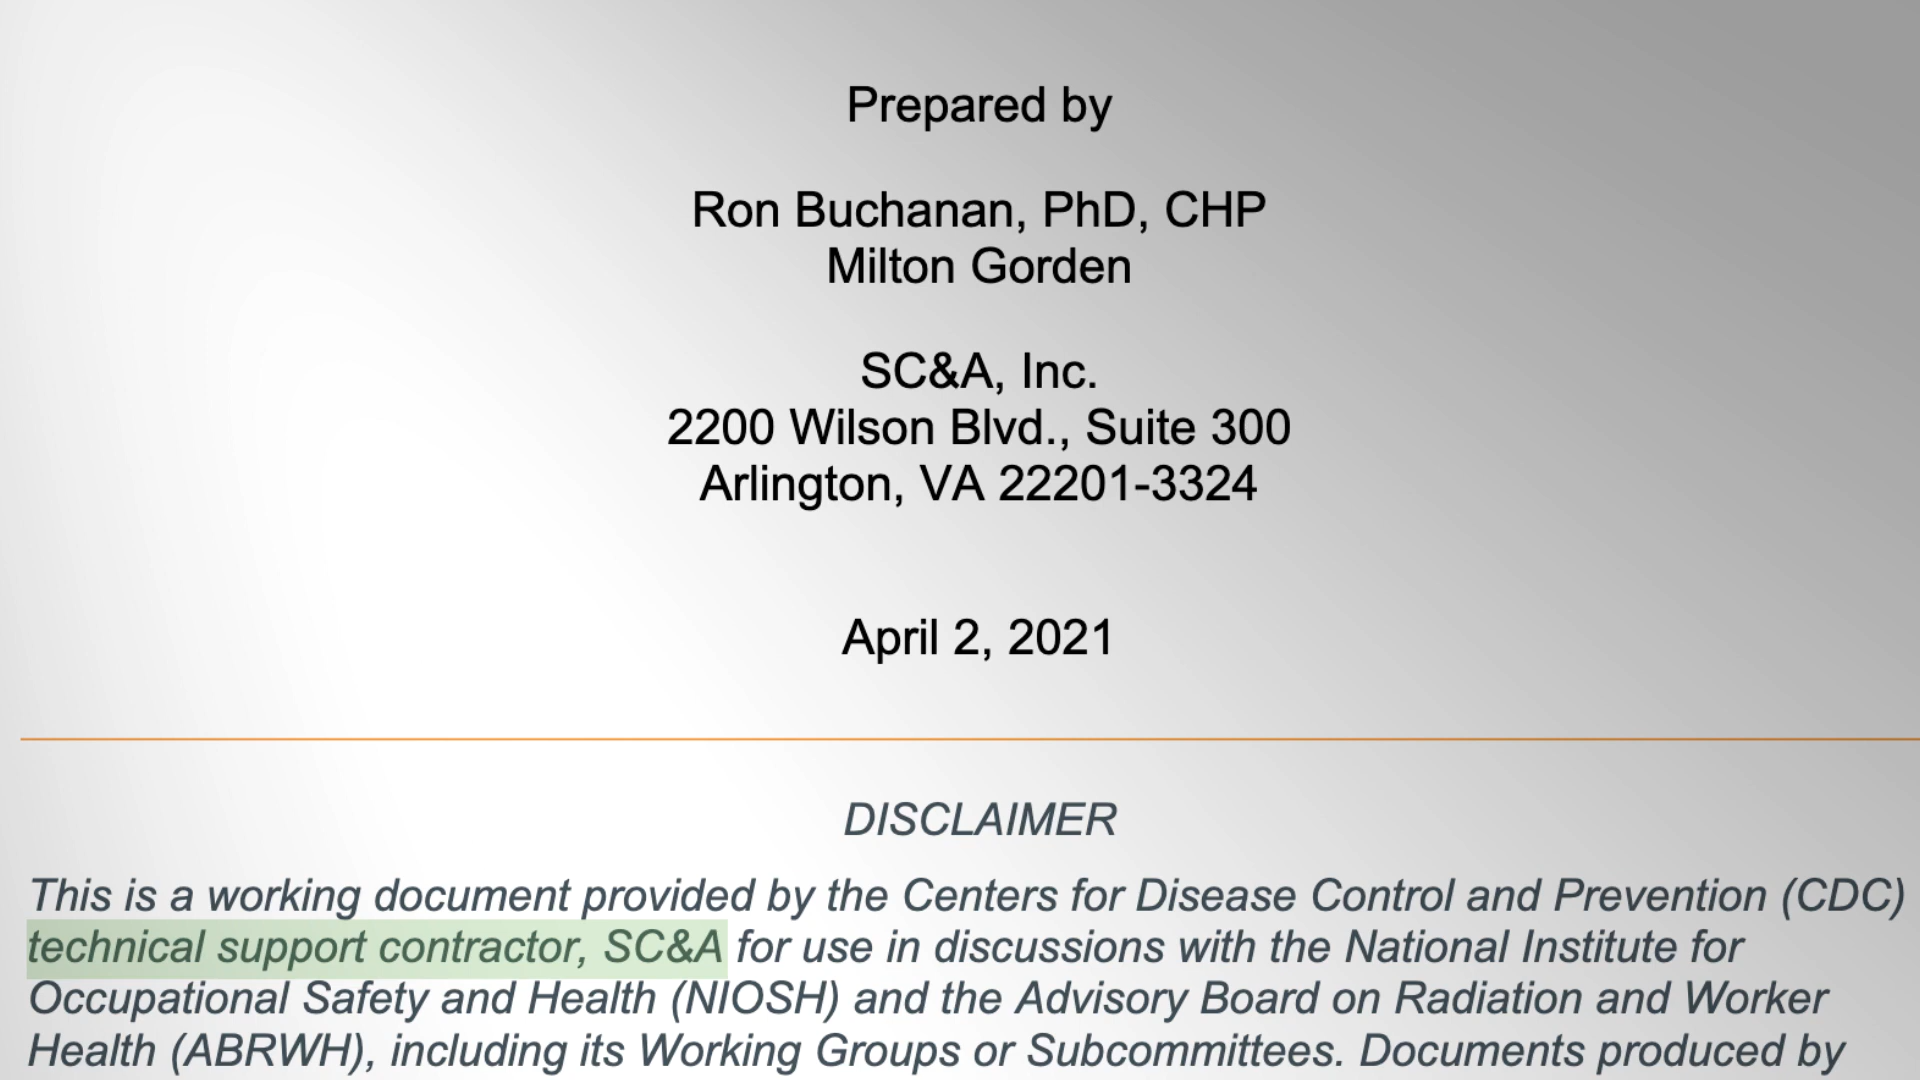 Prepared by
Ron Buchanan, PhD, CHP
Milton Gorden
SC&A, Inc.
2200 Wilson Blvd., Suite 300
Arlington, VA 22201-3324
April 2, 2021
DISCLAIMER
This is a working document provided by the Centers for Disease Control and Prevention (CDC)
technical support contractor, SC&A for use in discussions with the National Institute for
Occupational Safety and Health (NIOSH) and the Advisory Board on Radiation and Worker
Health (ABRWH), including its Working Groups or Subcommittees. Documents produced by